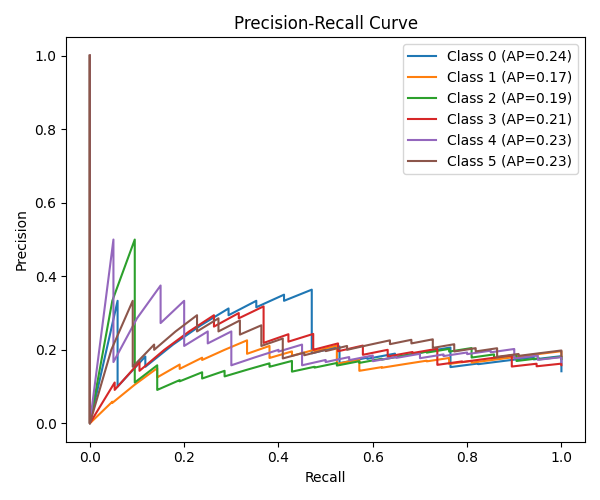 Precision-Recall Curve
Class 0 (AP=0.24)
Class 1 (AP=0.17)
Class 2 (AP=0.19)
Class 3 (AP=0.21)
Class 4 (AP=0.23)
Class 5 (AP=0.23)
Precision
1.0
0.8
0.6
0.4
0.2
0.0
0.0 0.2 0.4 0.6 0.8 1.0
Recall